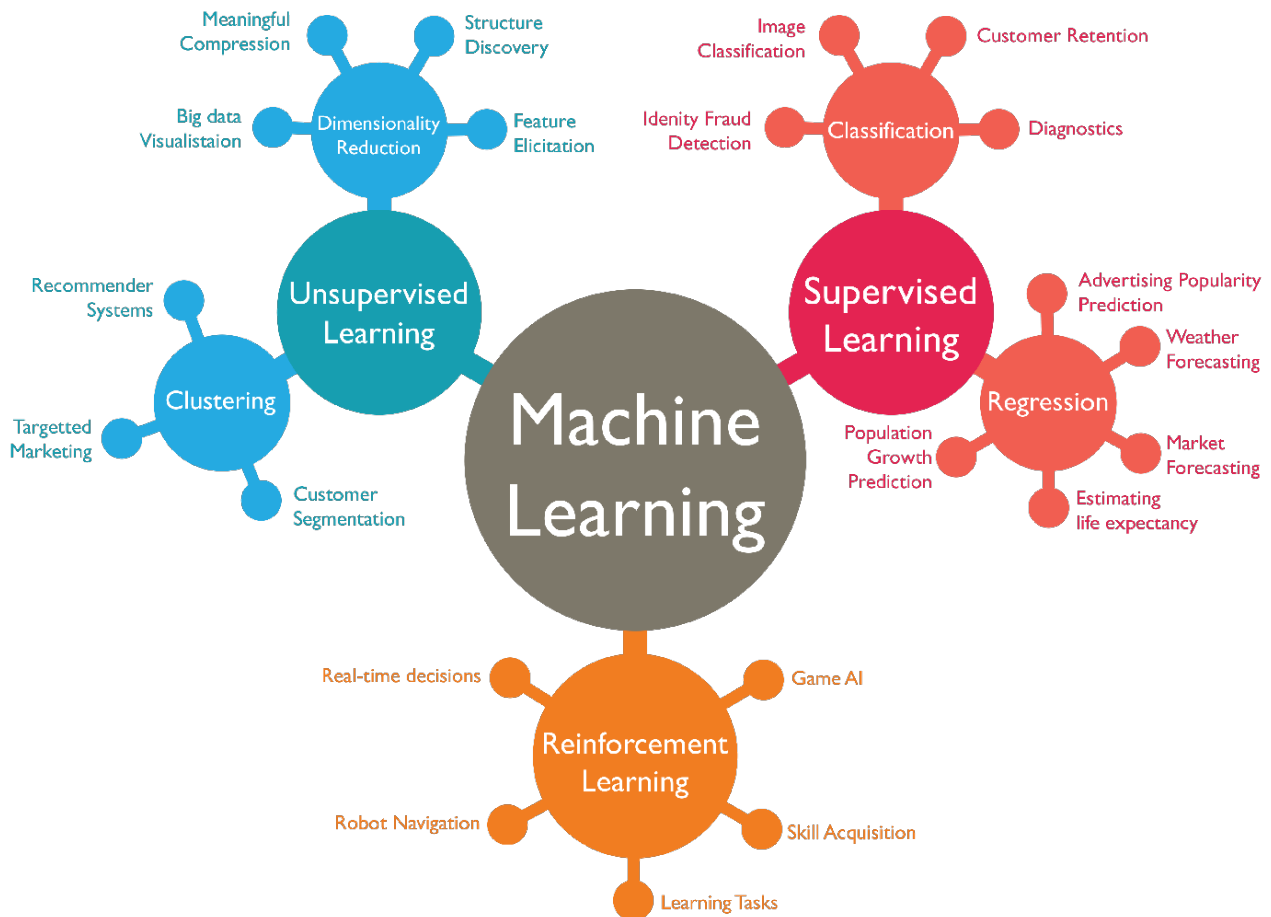 Meaningful
Compression
Structure
Discovery
Big data
Visualistaion
Dimensionality
Reduction
Feature
Elicitation
Unsupervised
Learning
Recommender
Systems
Clustering
Targetted
Marketing
Customer
Segmentation
Machine
Learning
Image
Classification
Customer Retention
Idenity Fraud
Detection
Classification
Diagnostics
Supervised
Learning
Advertising Popularity
Prediction
Weather
Forecasting
Regression
Population
Growth
Prediction
Market
Forecasting
Estimating
life expectancy
Real-time decisions
Game AI
Reinforcement
Learning
Robot Navigation
Skill Acquisition
Learning Tasks